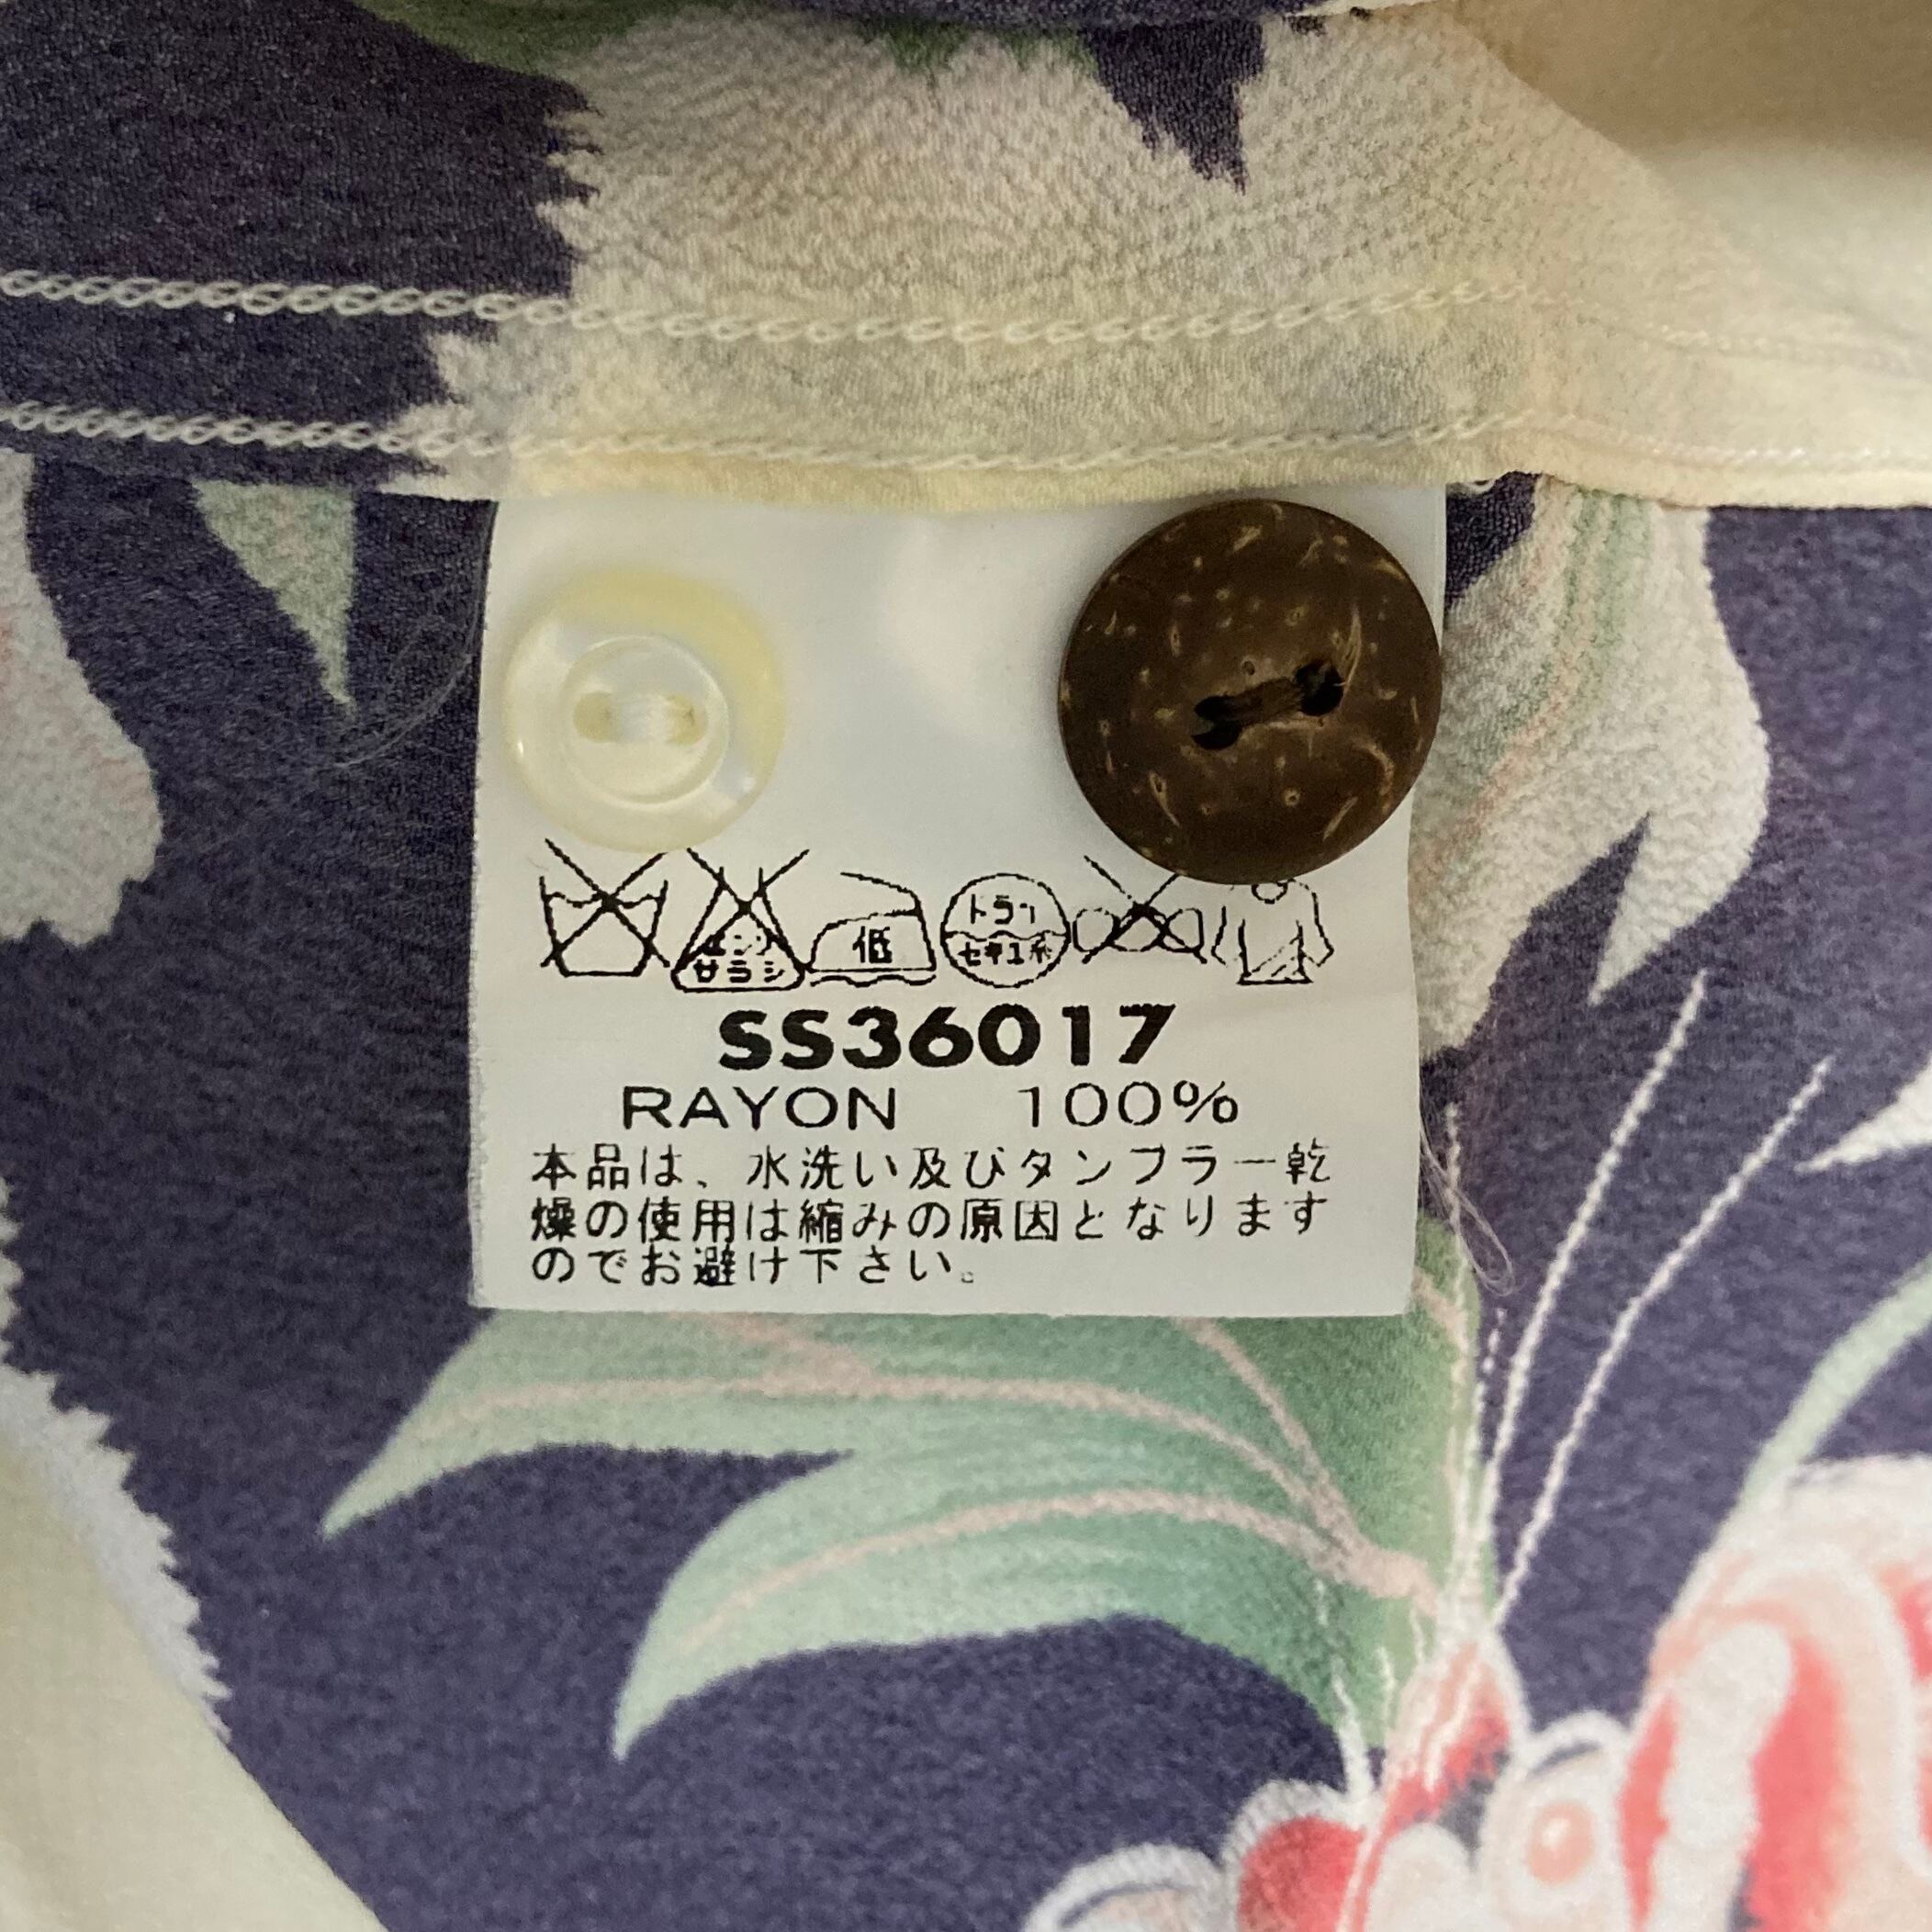 エンソ
サラシ
低
ドライ
セキユ系
SS36017
RAYON 100%
本品は、水洗い及びタンブラー乾
燥の使用は縮みの原因となります
のでお避け下さい。